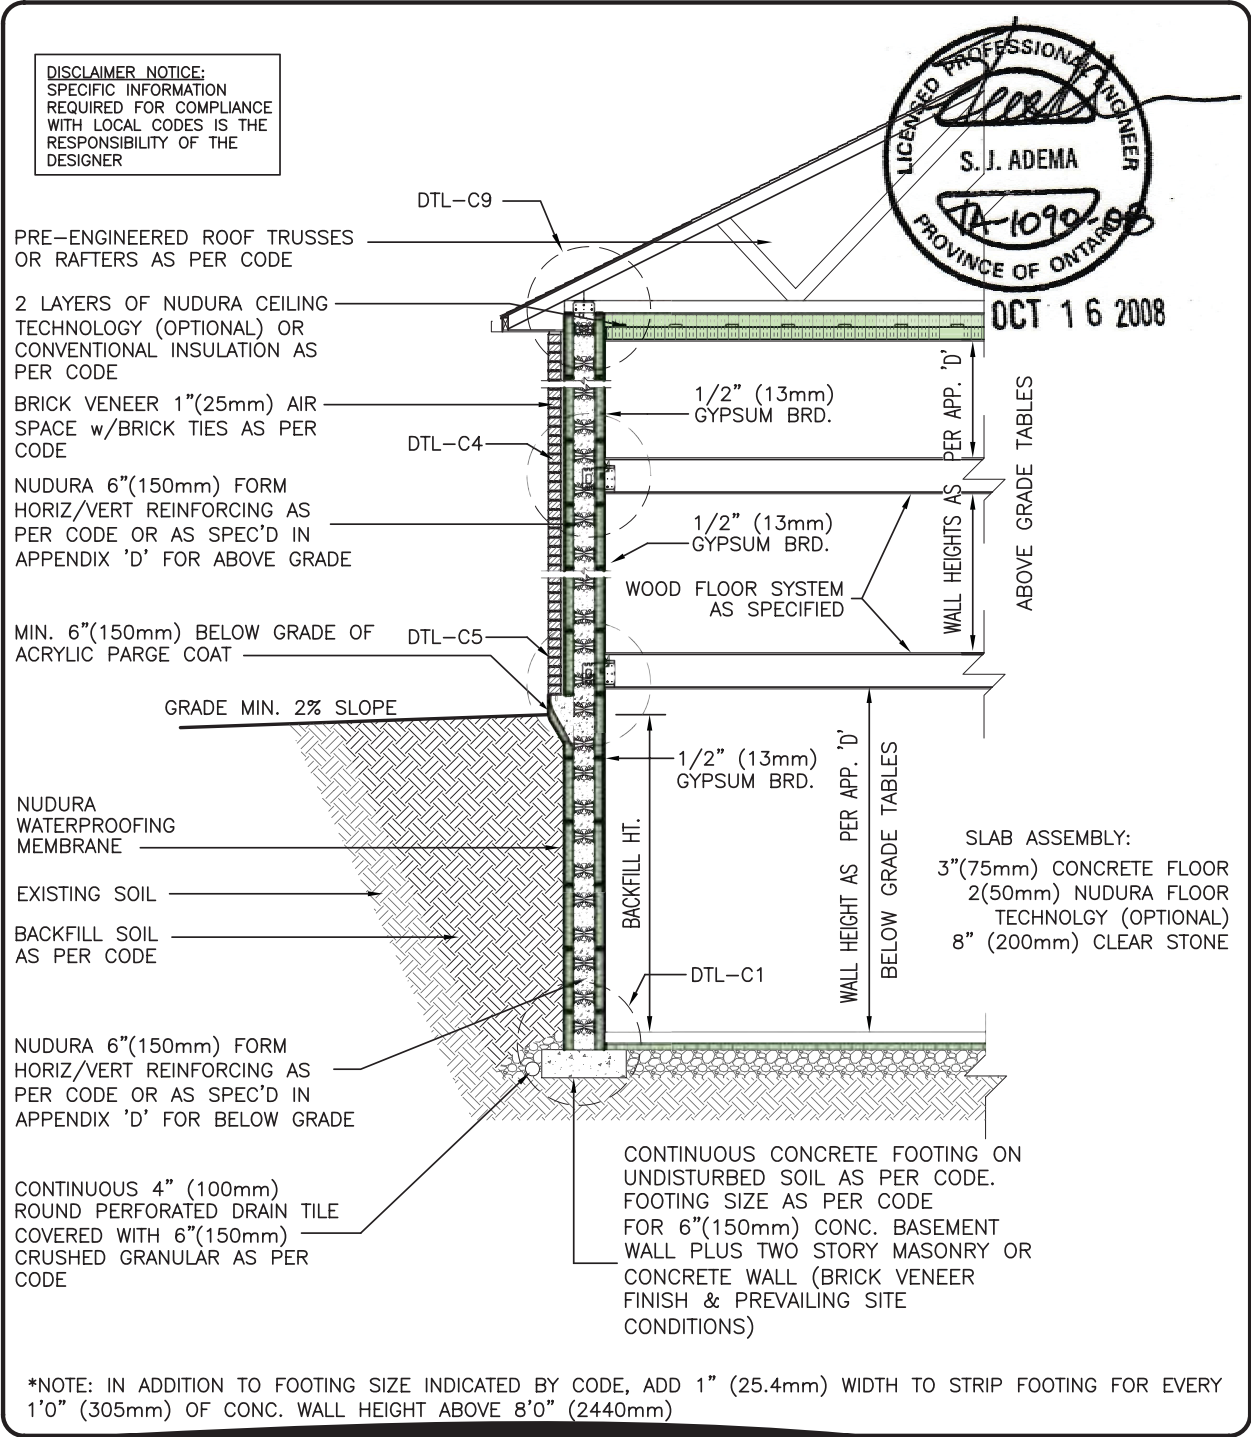 DISCLAIMER NOTICE:
SPECIFIC INFORMATION
REQUIRED FOR COMPLIANCE
WITH LOCAL CODES IS THE
RESPONSIBILITY OF THE
DESIGNER
LICENSED PROFESSIONAL ENGINEER
S. J. ADEMA
TA-1090-08
PROVINCE OF ONTARIO
OCT 16 2008
DTL-C9
PRE-ENGINEERED ROOF TRUSSES
OR RAFTERS AS PER CODE
2 LAYERS OF NUDURA CEILING
TECHNOLOGY (OPTIONAL) OR
CONVENTIONAL INSULATION AS
PER CODE
BRICK VENEER 1"(25mm) AIR
SPACE w/BRICK TIES AS PER
CODE
DTL-C4
NUDURA 6"(150mm) FORM
HORIZ/VERT REINFORCING AS
PER CODE OR AS SPEC'D IN
APPENDIX 'D' FOR ABOVE GRADE
1/2" (13mm)
GYPSUM BRD.
1/2" (13mm)
GYPSUM BRD.
WOOD FLOOR SYSTEM
AS SPECIFIED
WALL HEIGHTS AS PER APP. 'D'
ABOVE GRADE TABLES
MIN. 6"(150mm) BELOW GRADE OF
ACRYLIC PARGE COAT
DTL-C5
GRADE MIN. 2% SLOPE
1/2" (13mm)
GYPSUM BRD.
NUDURA
WATERPROOFING
MEMBRANE
EXISTING SOIL
BACKFILL SOIL
AS PER CODE
BACKFILL HT.
WALL HEIGHT AS PER APP. 'D'
BELOW GRADE TABLES
SLAB ASSEMBLY:
3"(75mm) CONCRETE FLOOR
2(50mm) NUDURA FLOOR
TECHNOLGY (OPTIONAL)
8" (200mm) CLEAR STONE
DTL-C1
NUDURA 6"(150mm) FORM
HORIZ/VERT REINFORCING AS
PER CODE OR AS SPEC'D IN
APPENDIX 'D' FOR BELOW GRADE
CONTINUOUS 4" (100mm)
ROUND PERFORATED DRAIN TILE
COVERED WITH 6"(150mm)
CRUSHED GRANULAR AS PER
CODE
CONTINUOUS CONCRETE FOOTING ON
UNDISTURBED SOIL AS PER CODE.
FOOTING SIZE AS PER CODE
FOR 6"(150mm) CONC. BASEMENT
WALL PLUS TWO STORY MASONRY OR
CONCRETE WALL (BRICK VENEER
FINISH & PREVAILING SITE
CONDITIONS)
*NOTE: IN ADDITION TO FOOTING SIZE INDICATED BY CODE, ADD 1" (25.4mm) WIDTH TO STRIP FOOTING FOR EVERY
1'0" (305mm) OF CONC. WALL HEIGHT ABOVE 8'0" (2440mm)